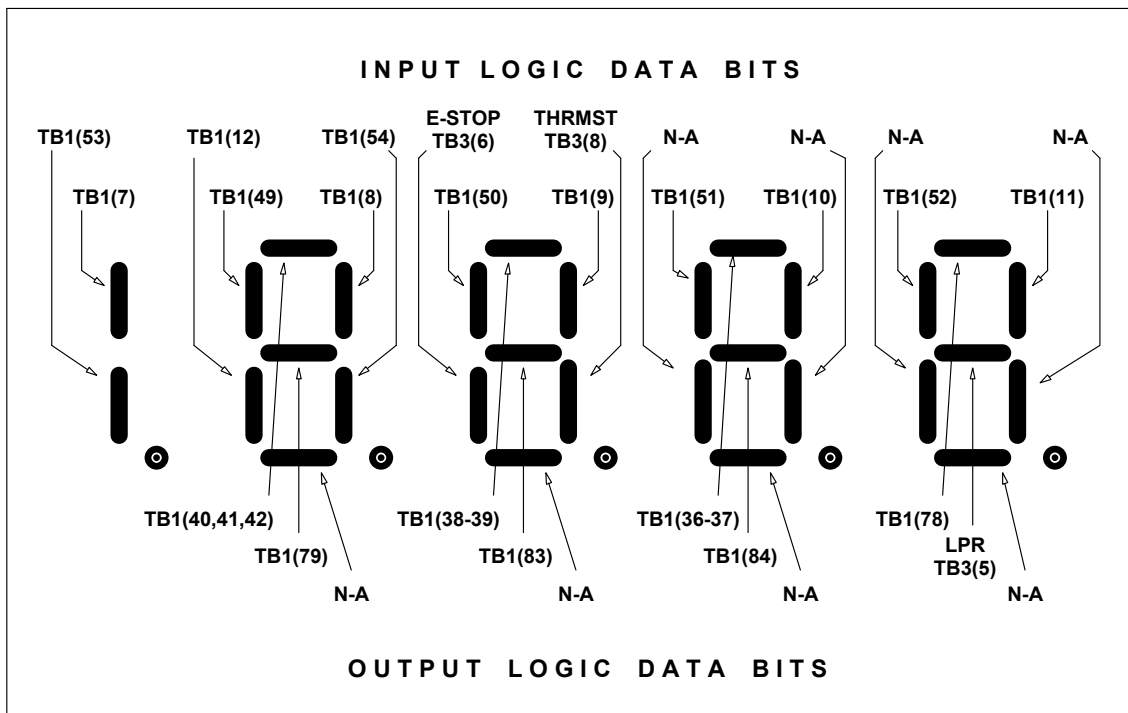 INPUT LOGIC DATA BITS
E-STOP THRMST
TB1(53) TB1(12) TB1(54) TB3(6) TB3(8) N-A N-A N-A N-A
TB1(7) TB1(49) TB1(8) TB1(50) TB1(9) TB1(51) TB1(10) TB1(52) TB1(11)
TB1(40,41,42) TB1(38-39) TB1(36-37) TB1(78)
TB1(79) TB1(83) TB1(84) LPR
TB3(5)
N-A N-A N-A N-A
OUTPUT LOGIC DATA BITS